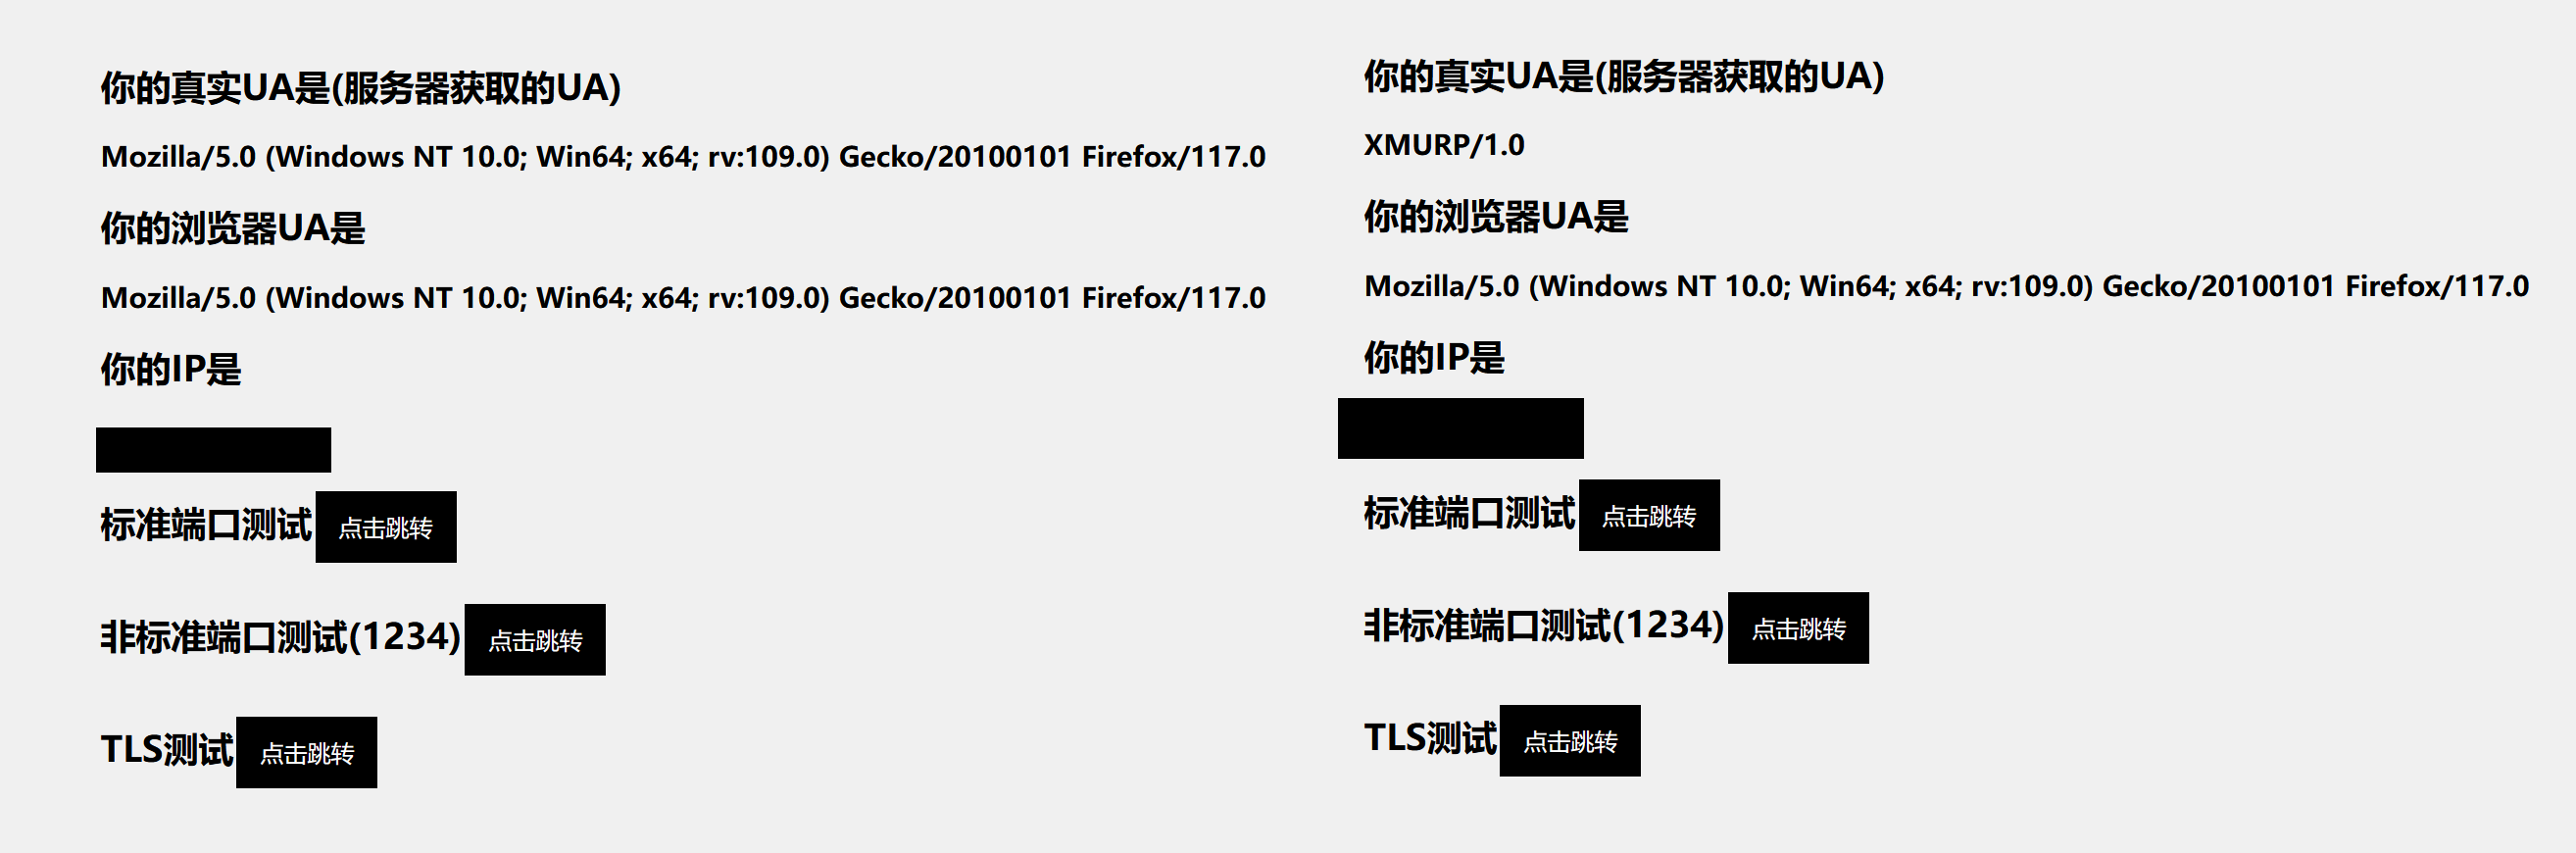 你的真实UA是(服务器获取的UA)
Mozilla/5.0 (Windows NT 10.0; Win64; x64; rv:109.0) Gecko/20100101 Firefox/117.0
你的浏览器UA是
Mozilla/5.0 (Windows NT 10.0; Win64; x64; rv:109.0) Gecko/20100101 Firefox/117.0
你的IP是
标准端口测试 点击跳转
非标准端口测试(1234) 点击跳转
TLS测试 点击跳转
你的真实UA是(服务器获取的UA)
XMURP/1.0
你的浏览器UA是
Mozilla/5.0 (Windows NT 10.0; Win64; x64; rv:109.0) Gecko/20100101 Firefox/117.0
你的IP是
标准端口测试 点击跳转
非标准端口测试(1234) 点击跳转
TLS测试 点击跳转